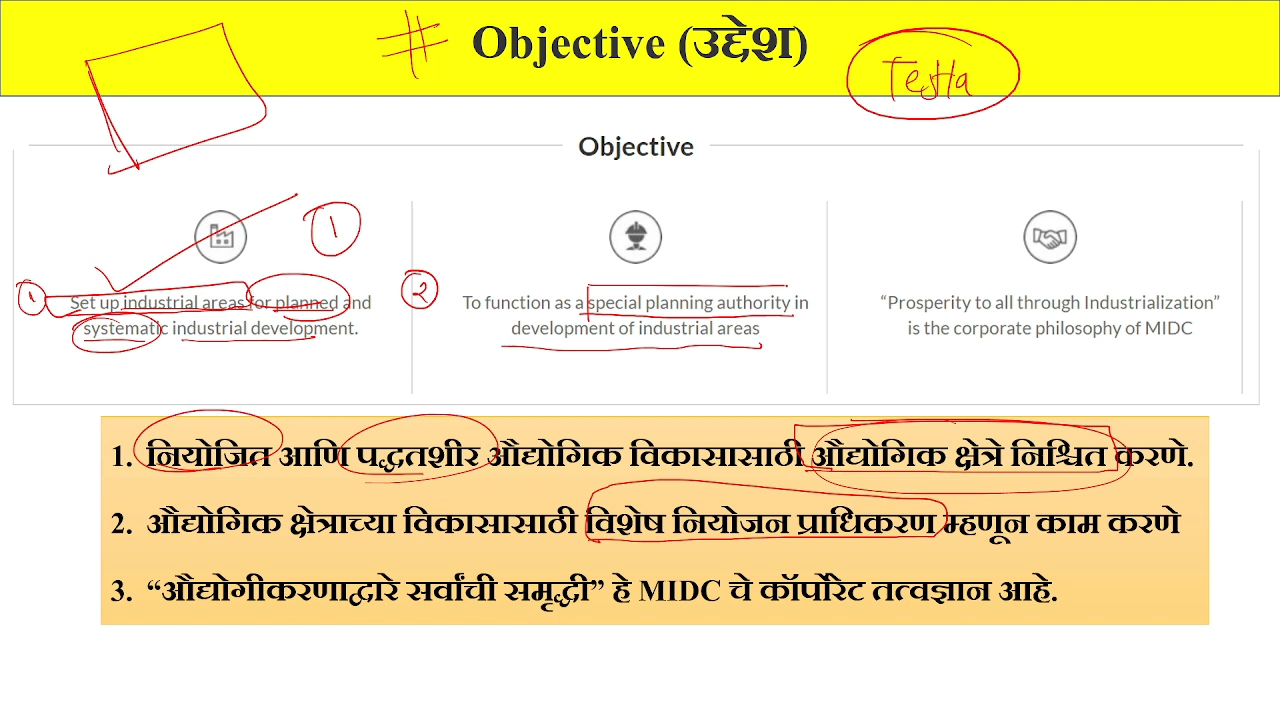 # Objective (उद्देश)
Testla
Objective
1
1 Set up industrial areas for planned and
systematic industrial development.
2 To function as a special planning authority in
development of industrial areas
“Prosperity to all through Industrialization”
is the corporate philosophy of MIDC
1. नियोजित आणि पद्धतशीर औद्योगिक विकासासाठी औद्योगिक क्षेत्रे निश्चित करणे.
2. औद्योगिक क्षेत्राच्या विकासासाठी विशेष नियोजन प्राधिकरण म्हणून काम करणे
3. “औद्योगीकरणाद्वारे सर्वांची समृद्धी” हे MIDC चे कॉर्पोरेट तत्वज्ञान आहे.